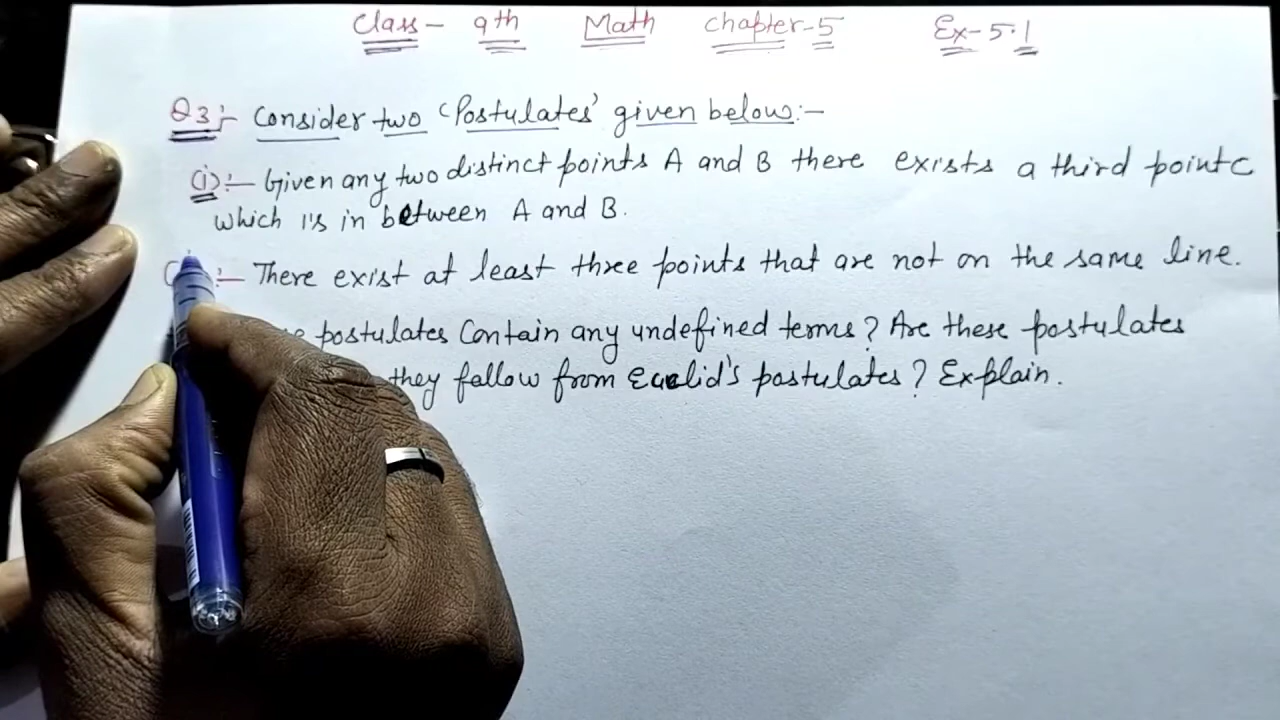 Class- 9th Math chapter-5 Ex-5.1
Q3:- Consider two 'Postulates' given below:-
(i):- Given any two distinct points A and B there exists a third point C
which is in between A and B.
:- There exist at least three points that are not on the same line.
postulates Contain any undefined terms? Are these postulates
they follow from Euclid's postulates? Explain.